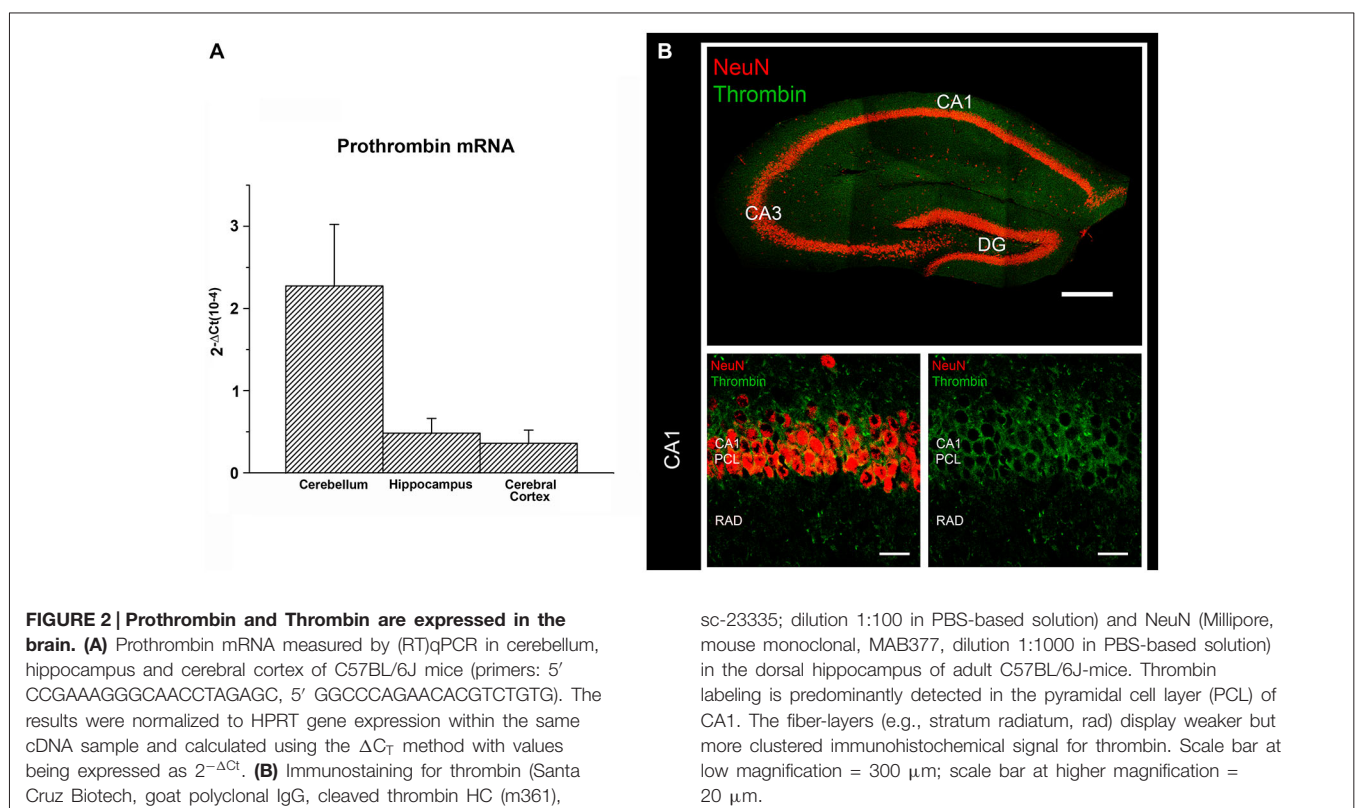 A
Prothrombin mRNA
3
2
1
0
2-ΔCt(10-4)
Cerebellum
Hippocampus
Cerebral
Cortex
B
NeuN
Thrombin
CA1
CA3
DG
CA1
NeuN
Thrombin
CA1
PCL
RAD
NeuN
Thrombin
CA1
PCL
RAD
FIGURE 2 | Prothrombin and Thrombin are expressed in the
brain. (A) Prothrombin mRNA measured by (RT)qPCR in cerebellum,
hippocampus and cerebral cortex of C57BL/6J mice (primers: 5′
CCGAAAGGGCAACCTAGAGC, 5′ GGCCCAGAACACGTCTGTG). The
results were normalized to HPRT gene expression within the same
cDNA sample and calculated using the ΔCT method with values
being expressed as 2−ΔCt. (B) Immunostaining for thrombin (Santa
Cruz Biotech, goat polyclonal IgG, cleaved thrombin HC (m361),
sc-23335; dilution 1:100 in PBS-based solution) and NeuN (Millipore,
mouse monoclonal, MAB377, dilution 1:1000 in PBS-based solution)
in the dorsal hippocampus of adult C57BL/6J-mice. Thrombin
labeling is predominantly detected in the pyramidal cell layer (PCL) of
CA1. The fiber-layers (e.g., stratum radiatum, rad) display weaker but
more clustered immunohistochemical signal for thrombin. Scale bar at
low magnification = 300 μm; scale bar at higher magnification =
20 μm.